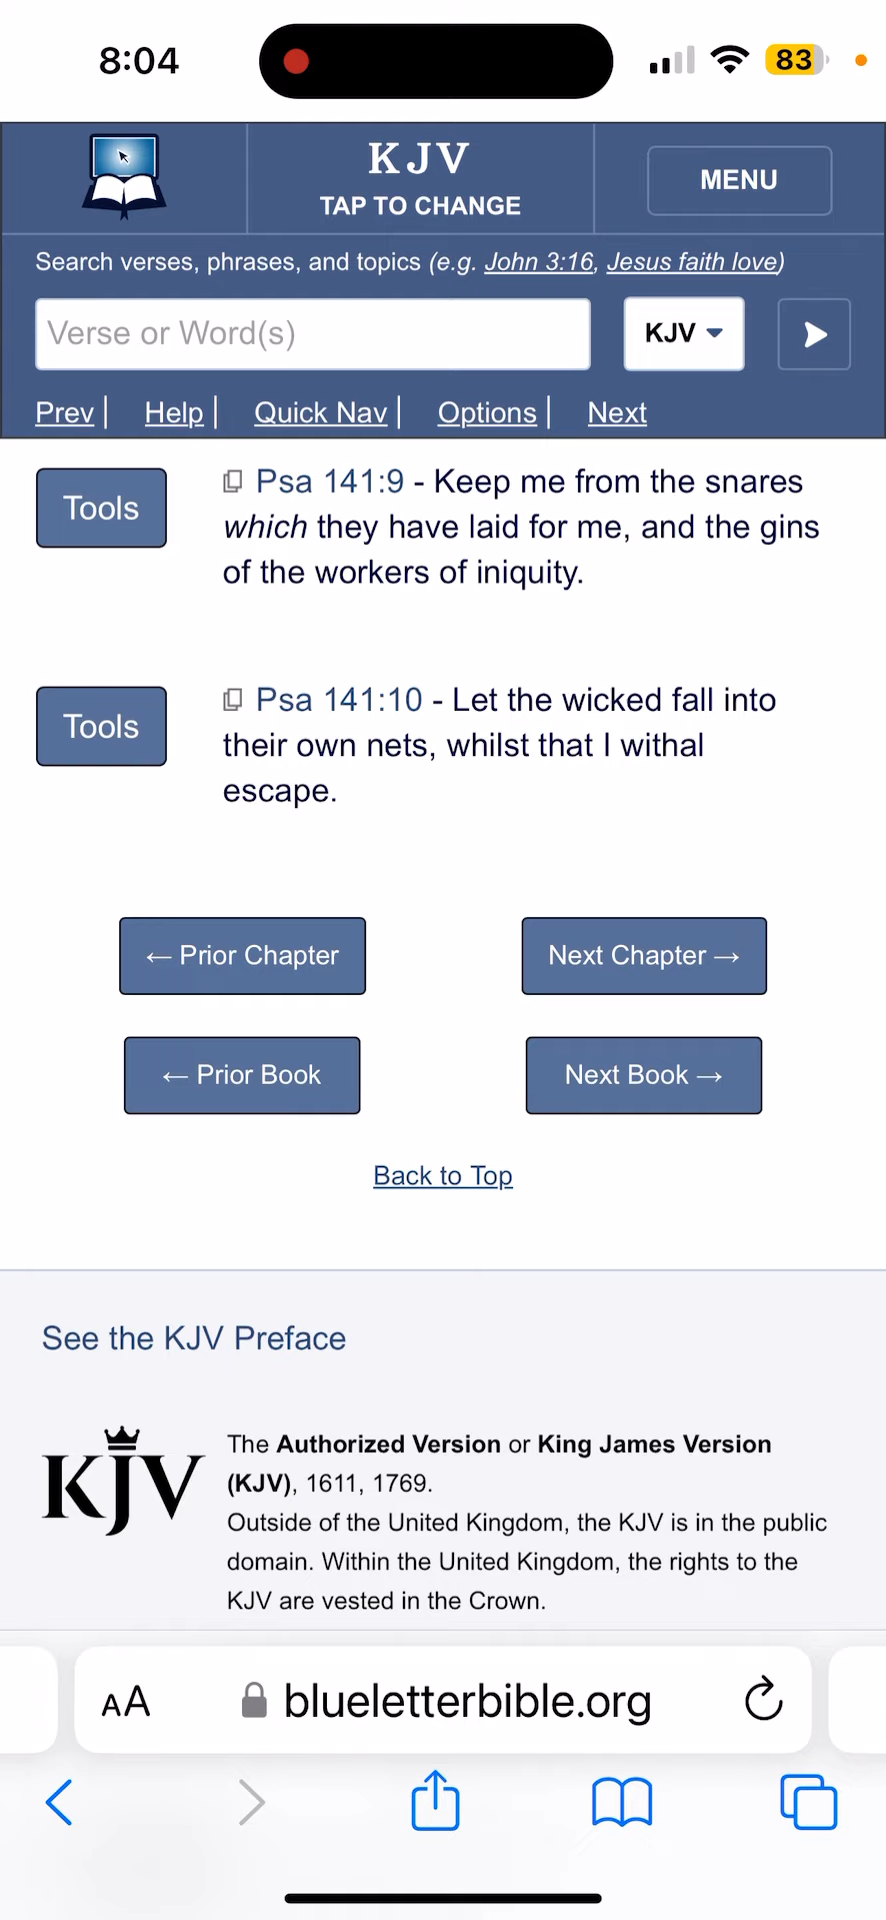 8:04
83
KJV
TAP TO CHANGE
MENU
Search verses, phrases, and topics (e.g. John 3:16, Jesus faith love)
Verse or Word(s)
KJV
Prev | Help | Quick Nav | Options | Next
Tools
Psa 141:9 - Keep me from the snares
which they have laid for me, and the gins
of the workers of iniquity.
Tools
Psa 141:10 - Let the wicked fall into
their own nets, whilst that I withal
escape.
← Prior Chapter
Next Chapter →
← Prior Book
Next Book →
Back to Top
See the KJV Preface
KJV
The Authorized Version or King James Version
(KJV), 1611, 1769.
Outside of the United Kingdom, the KJV is in the public
domain. Within the United Kingdom, the rights to the
KJV are vested in the Crown.
AA
blueletterbible.org